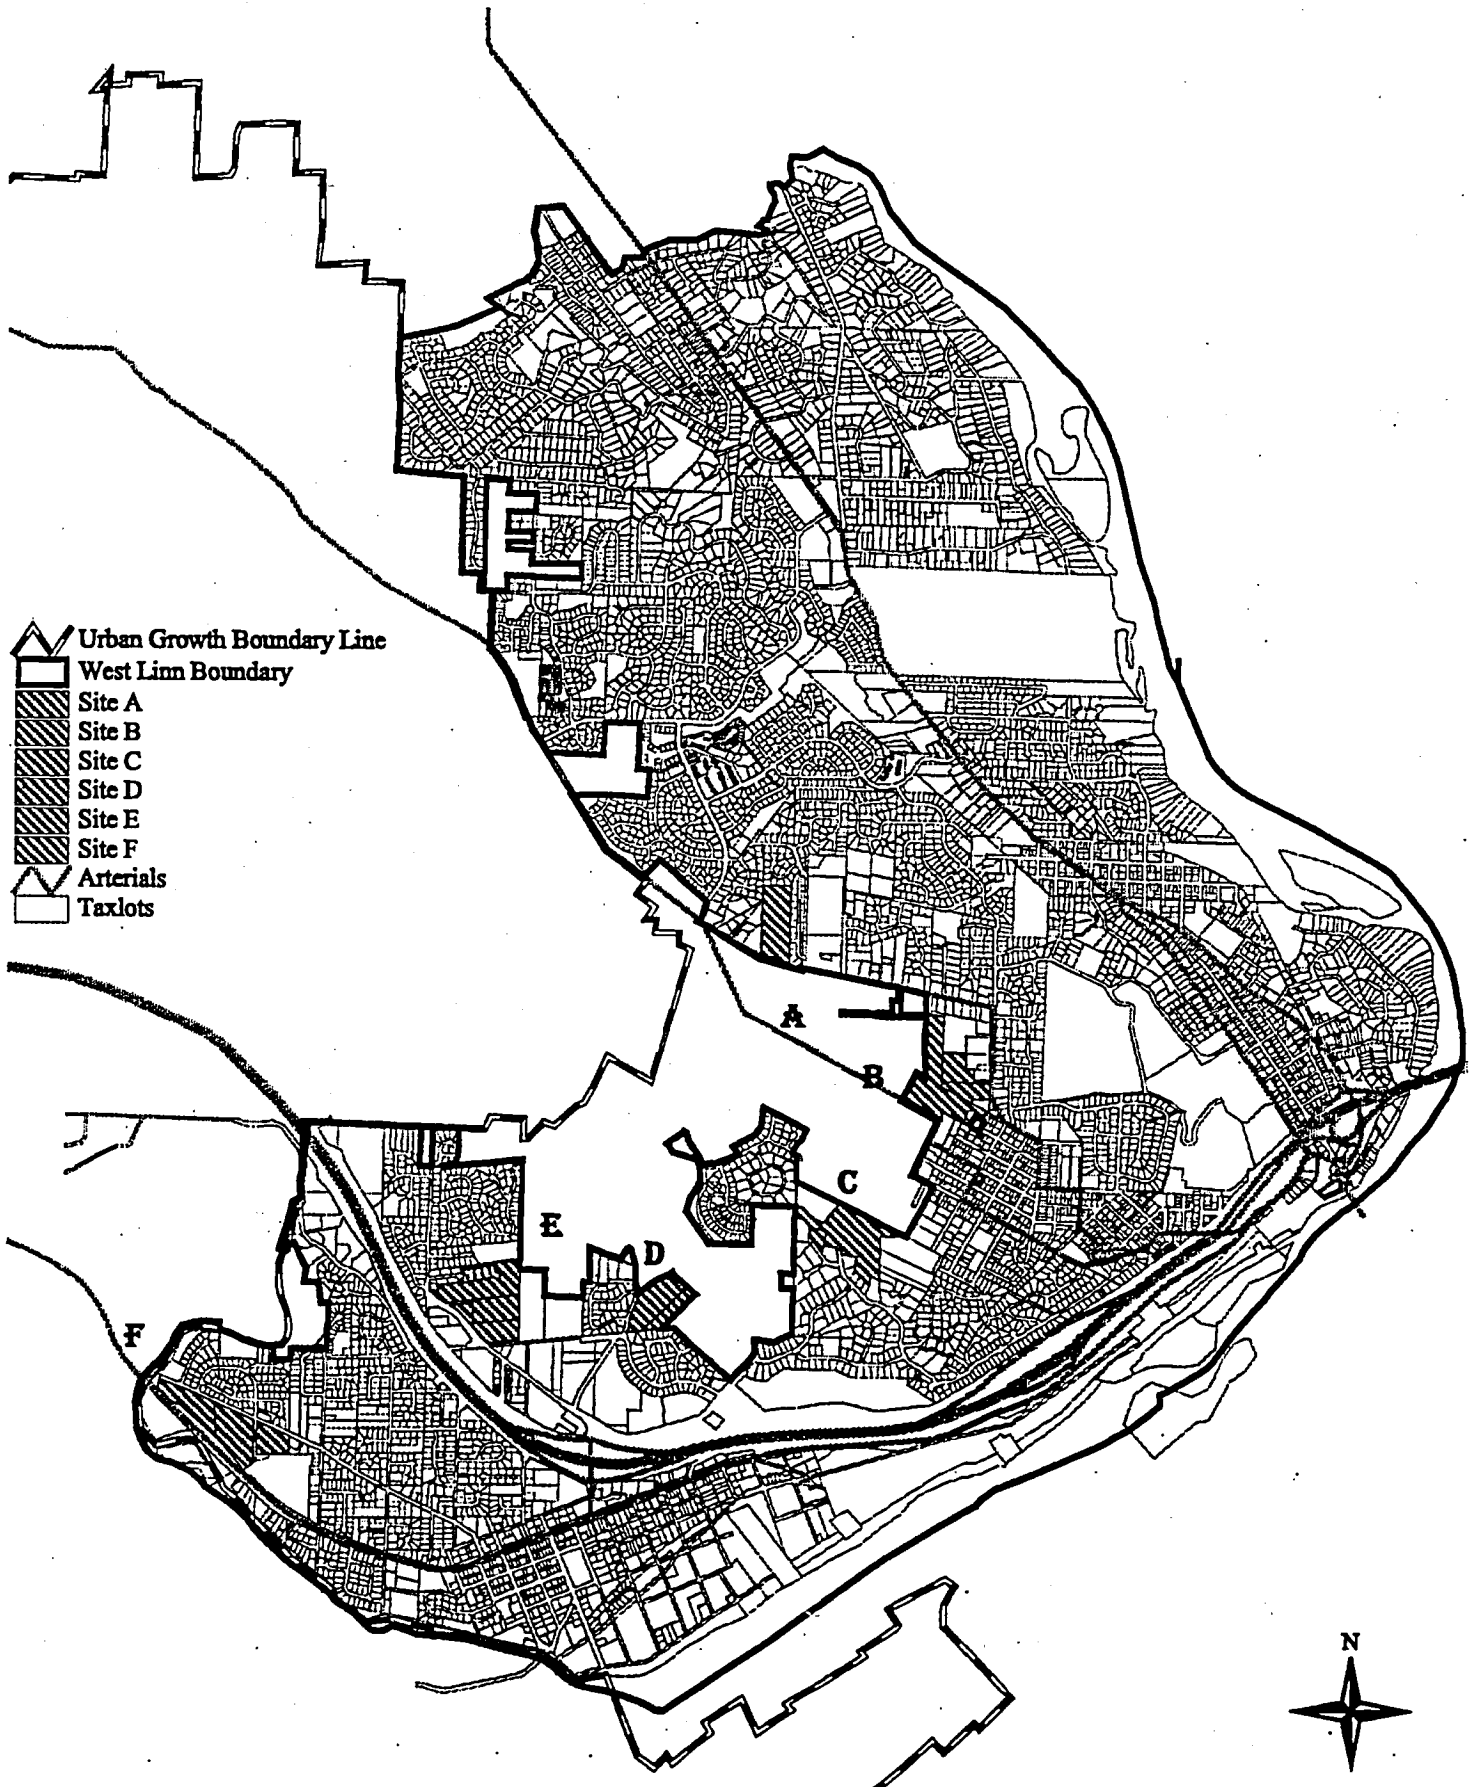 Urban Growth Boundary Line
West Linn Boundary
Site A
Site B
Site C
Site D
Site E
Site F
Arterials
Taxlots
A
B
C
E
D
F
N